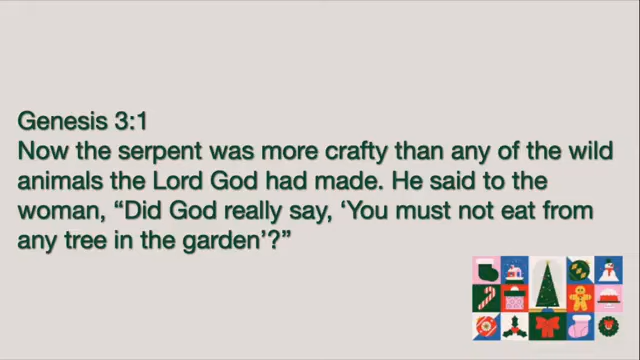 Genesis 3:1
Now the serpent was more crafty than any of the wild
animals the Lord God had made. He said to the
woman, “Did God really say, ‘You must not eat from
any tree in the garden’?”